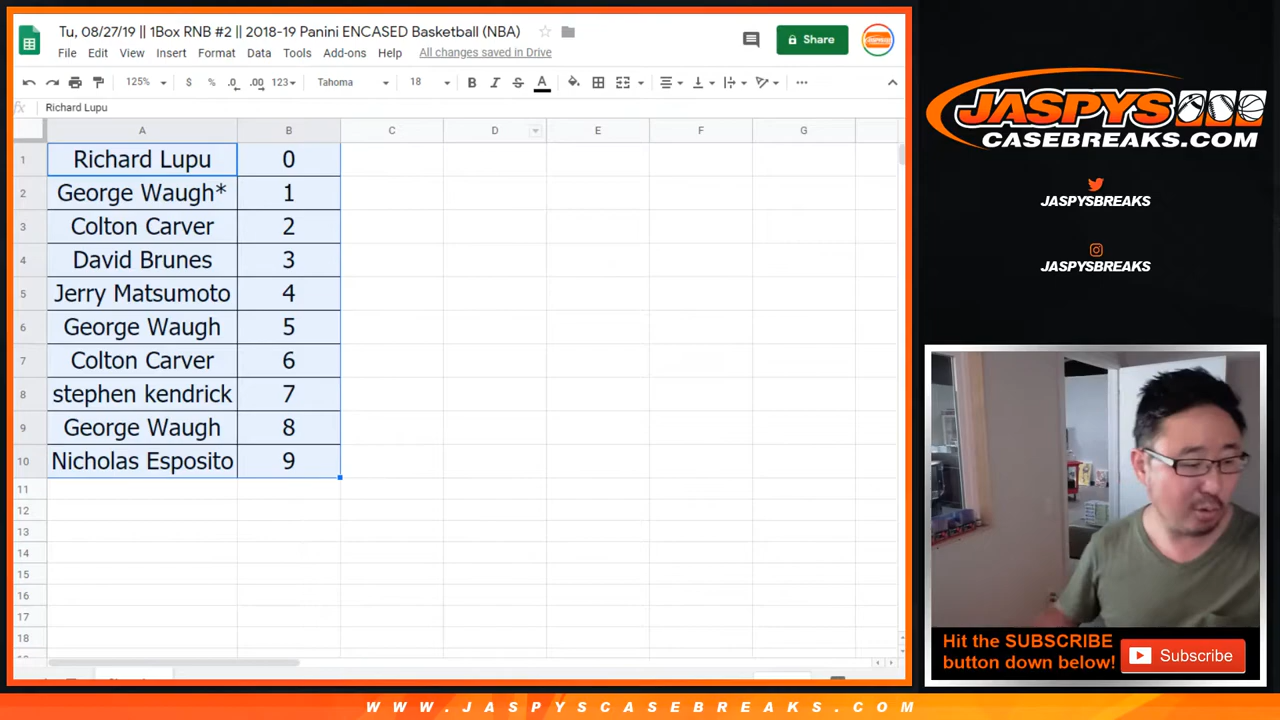 Tu, 08/27/19 || 1Box RNB #2 || 2018-19 Panini ENCASED Basketball (NBA)
File Edit View Insert Format Data Tools Add-ons Help All changes saved in Drive
Share
125% $ % .0 .00 123 Tahoma 18 B I S A
fx Richard Lupu
A B C D E F G
1 Richard Lupu 0
2 George Waugh* 1
3 Colton Carver 2
4 David Brunes 3
5 Jerry Matsumoto 4
6 George Waugh 5
7 Colton Carver 6
8 stephen kendrick 7
9 George Waugh 8
10 Nicholas Esposito 9
11
12
13
14
15
16
17
18
JASPYS
CASEBREAKS.COM
JASPYSBREAKS
JASPYSBREAKS
Hit the SUBSCRIBE
button down below!
Subscribe
WWW.JASPYSCASEBREAKS.COM